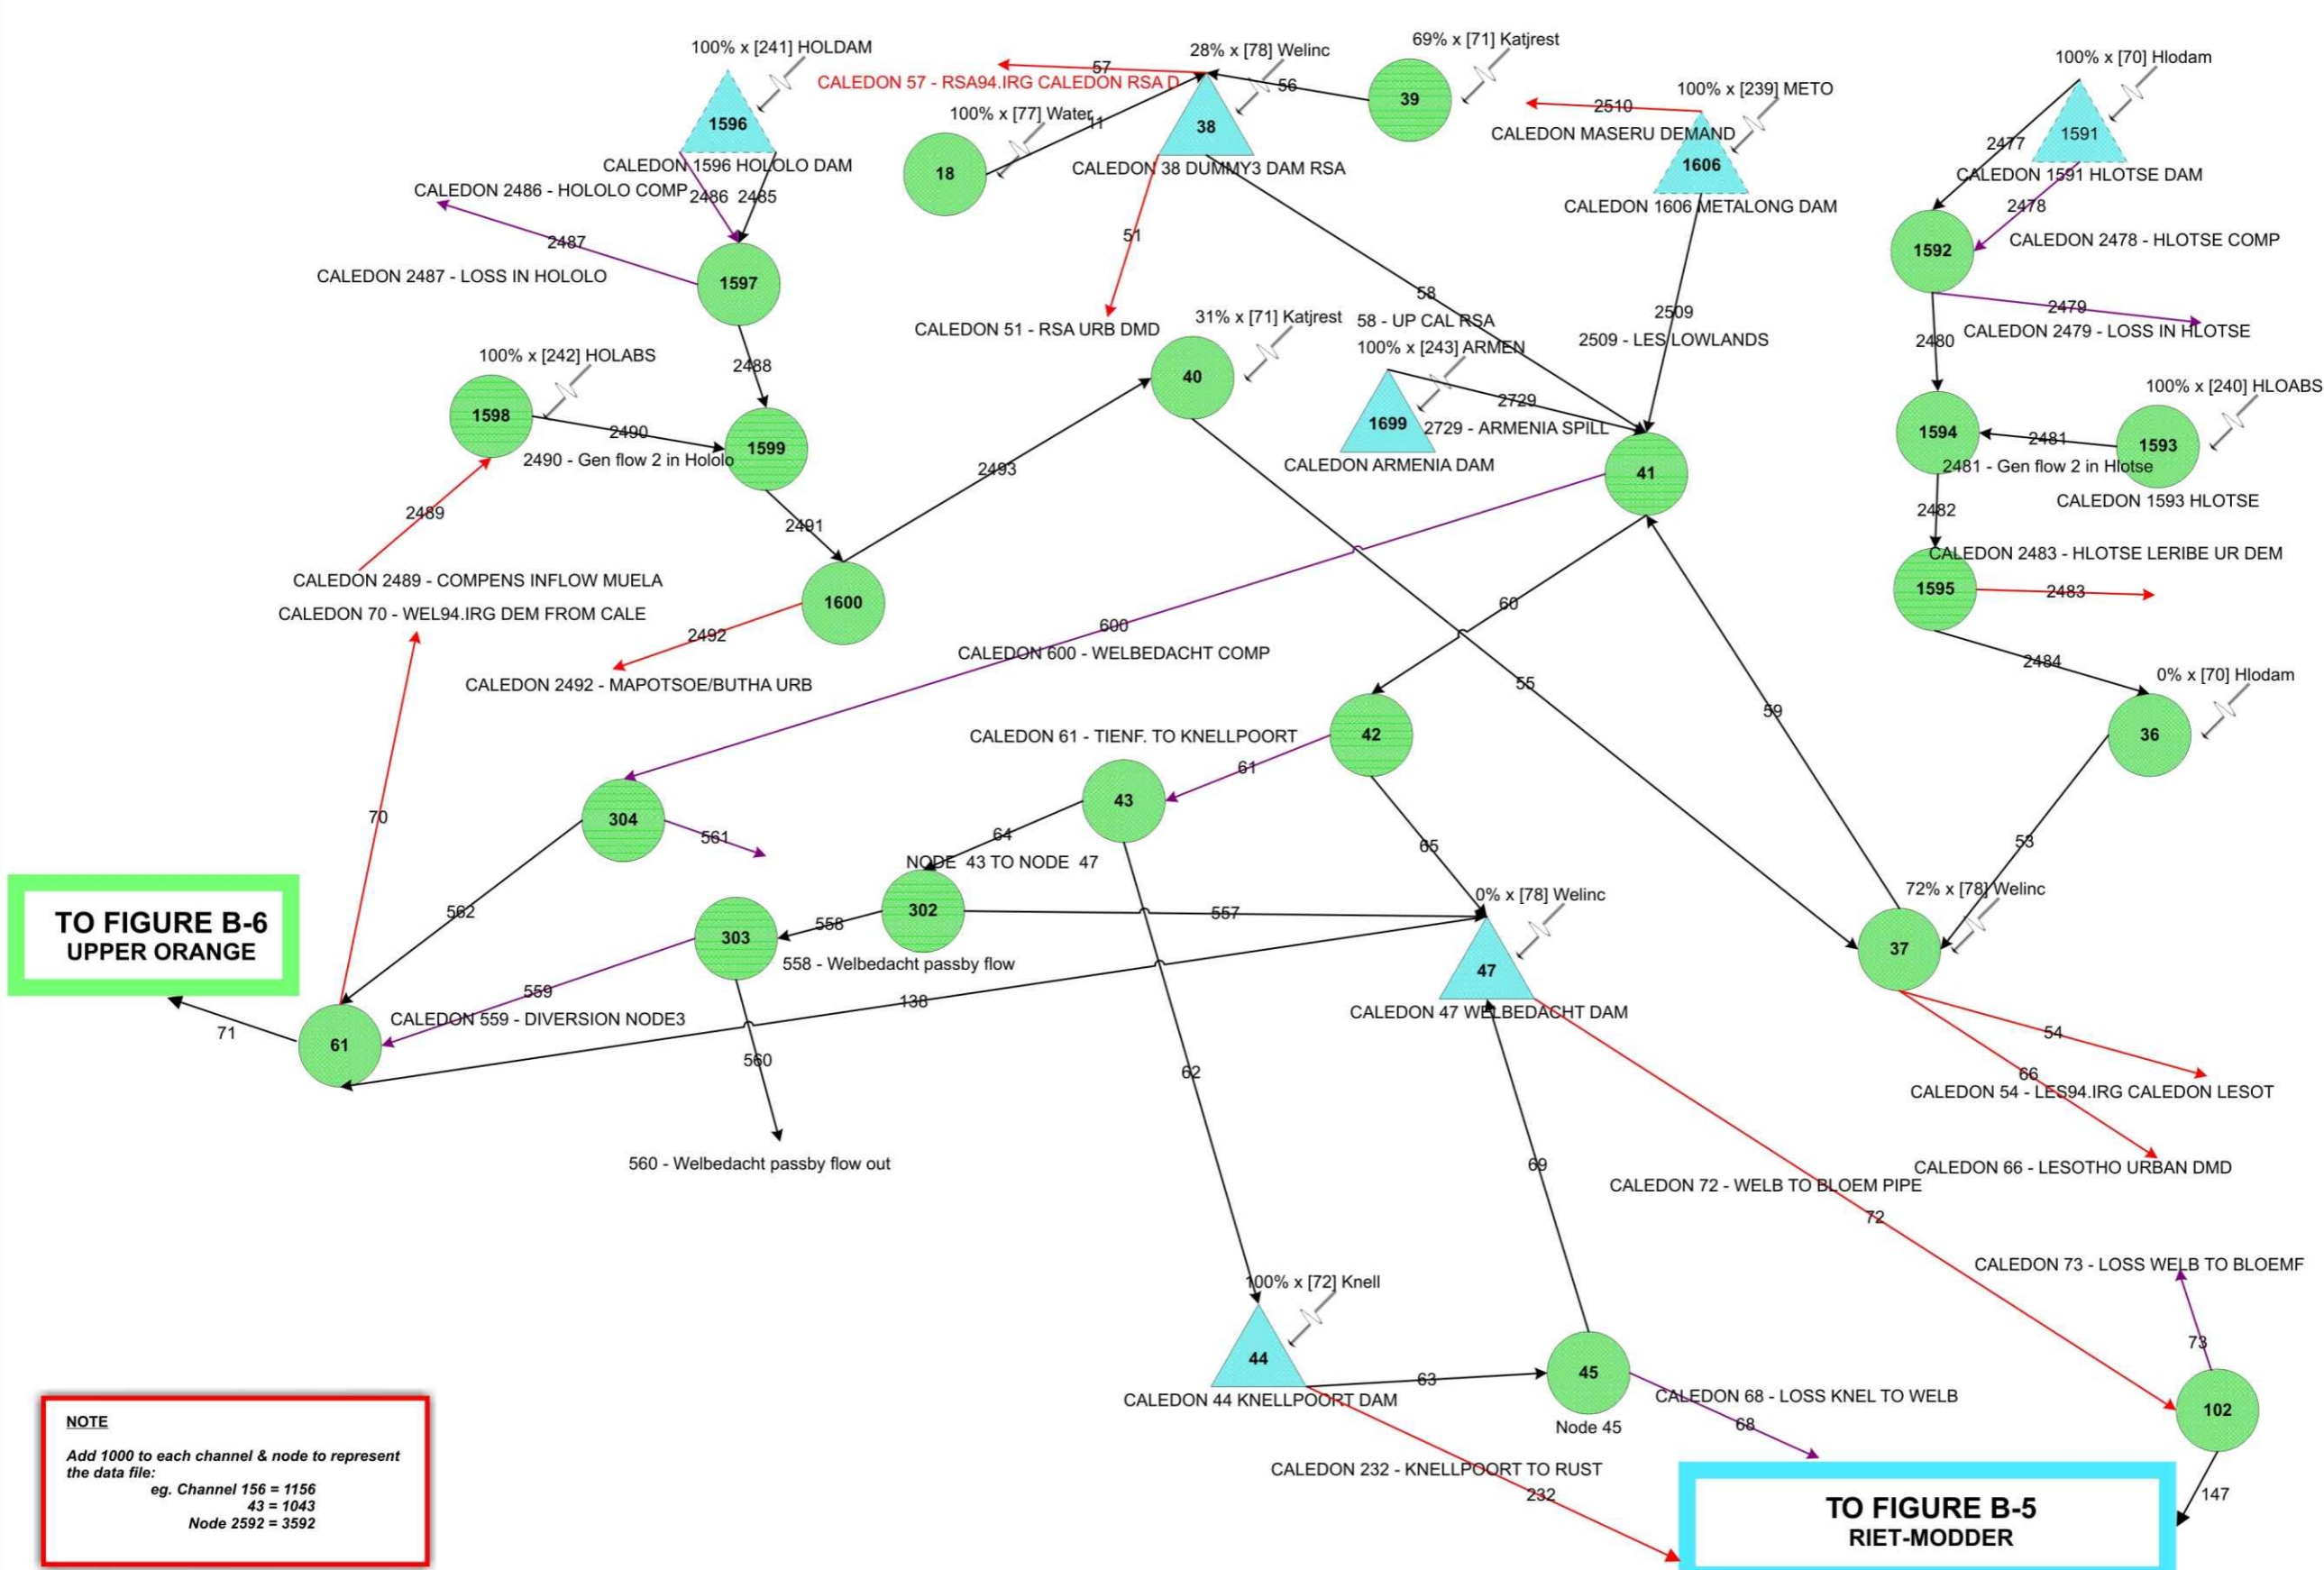 100% x [241] HOLDAM
28% x [78] Welinc
69% x [71] Katjrest
100% x [70] Hlodam
57
CALEDON 57 - RSA94.IRG CALEDON RSA D
56
39
100% x [239] METO
2510
1596
100% x [77] Water
11
38
CALEDON MASERU DEMAND
1591
2477
CALEDON 1596 HOLOLO DAM
18
CALEDON 38 DUMMY3 DAM RSA
1606
CALEDON 1591 HLOTSE DAM
CALEDON 2486 - HOLOLO COMP
2486
2485
CALEDON 1606 METALONG DAM
2478
2487
51
1592
CALEDON 2478 - HLOTSE COMP
CALEDON 2487 - LOSS IN HOLOLO
1597
58
2479
CALEDON 51 - RSA URB DMD
31% x [71] Katjrest
58 - UP CAL RSA
2509
CALEDON 2479 - LOSS IN HLOTSE
100% x [242] HOLABS
2488
100% x [243] ARMEN
2509 - LES LOWLANDS
2480
40
100% x [240] HLOABS
1598
2729
2490
1599
1699
2729 - ARMENIA SPILL
1594
2481
1593
2490 - Gen flow 2 in Hololo
2493
CALEDON ARMENIA DAM
41
2481 - Gen flow 2 in Hlotse
2489
2491
2482
CALEDON 1593 HLOTSE
CALEDON 2489 - COMPENS INFLOW MUELA
CALEDON 2483 - HLOTSE LERIBE UR DEM
CALEDON 70 - WEL94.IRG DEM FROM CALE
1600
60
1595
2483
2492
600
CALEDON 600 - WELBEDACHT COMP
2484
CALEDON 2492 - MAPOTSOE/BUTHA URB
55
0% x [70] Hlodam
59
CALEDON 61 - TIENF. TO KNELLPOORT
42
36
61
43
70
304
561
64
65
53
NODE 43 TO NODE 47
0% x [78] Welinc
72% x [78] Welinc
TO FIGURE B-6
UPPER ORANGE
562
302
557
303
558
37
558 - Welbedacht passby flow
47
559
138
CALEDON 559 - DIVERSION NODE3
CALEDON 47 WELBEDACHT DAM
71
61
54
560
62
66
CALEDON 54 - LES94.IRG CALEDON LESOT
560 - Welbedacht passby flow out
69
CALEDON 66 - LESOTHO URBAN DMD
CALEDON 72 - WELB TO BLOEM PIPE
72
CALEDON 73 - LOSS WELB TO BLOEMF
100% x [72] Knell
73
44
63
45
CALEDON 44 KNELLPOORT DAM
CALEDON 68 - LOSS KNEL TO WELB
102
Node 45
68
CALEDON 232 - KNELLPOORT TO RUST
232
147
TO FIGURE B-5
RIET-MODDER
NOTE
Add 1000 to each channel & node to represent
the data file:
eg. Channel 156 = 1156
43 = 1043
Node 2592 = 3592